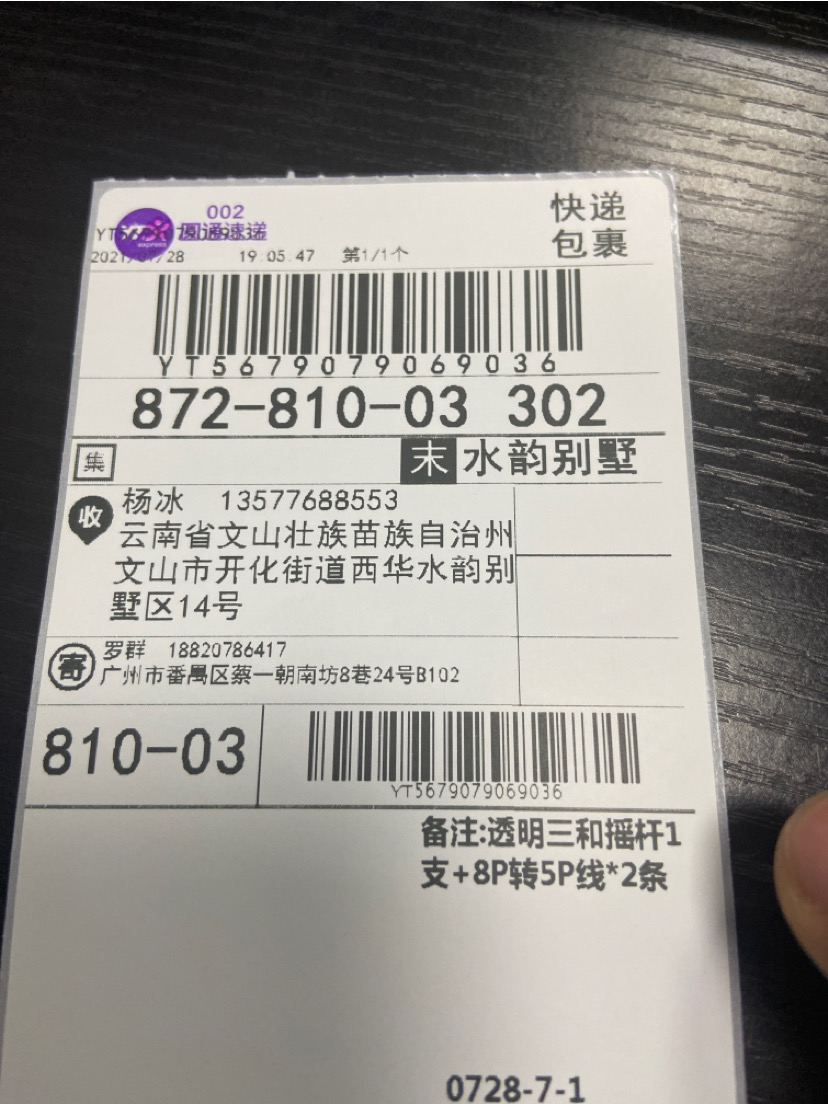 002
圆通速递
express
快递
包裹
YT5679079069036
2021/07/28 19:05:47 第1/1个
YT5679079069036
872-810-03 302
集
末 水韵别墅
收
杨冰 13577688553
云南省文山壮族苗族自治州
文山市开化街道西华水韵别
墅区14号
寄
罗群 18820786417
广州市番禺区蔡一朝南坊8巷24号B102
810-03
YT5679079069036
备注:透明三和摇杆1
支+8P转5P线*2条
0728-7-1